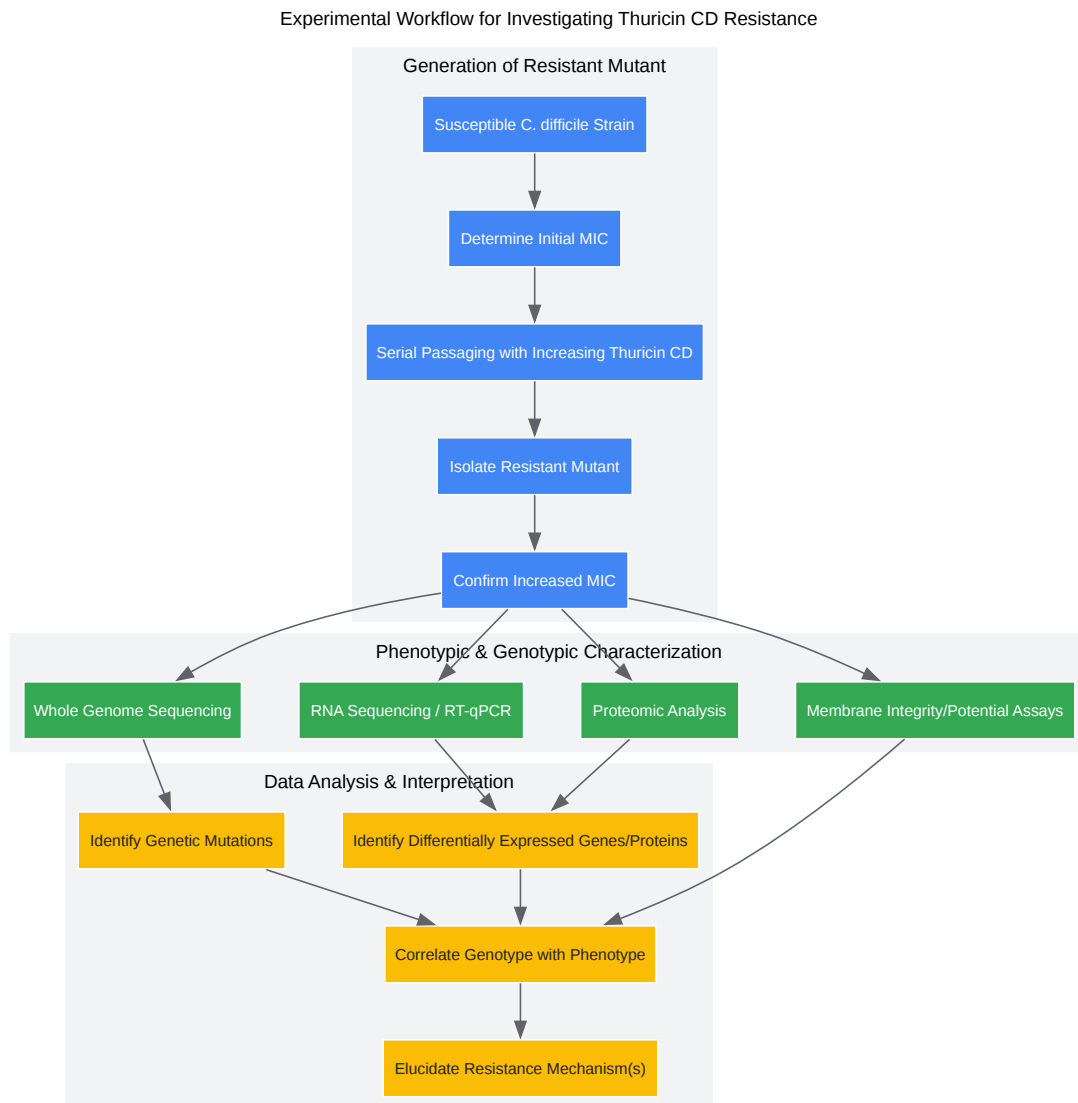 Experimental Workflow for Investigating Thuricin CD Resistance
Generation of Resistant Mutant
Susceptible C. difficile Strain
Determine Initial MIC
Serial Passaging with Increasing Thuricin CD
Isolate Resistant Mutant
Confirm Increased MIC
Phenotypic & Genotypic Characterization
Whole Genome Sequencing
RNA Sequencing / RT-qPCR
Proteomic Analysis
Membrane Integrity/Potential Assays
Data Analysis & Interpretation
Identify Genetic Mutations
Identify Differentially Expressed Genes/Proteins
Correlate Genotype with Phenotype
Elucidate Resistance Mechanism(s)